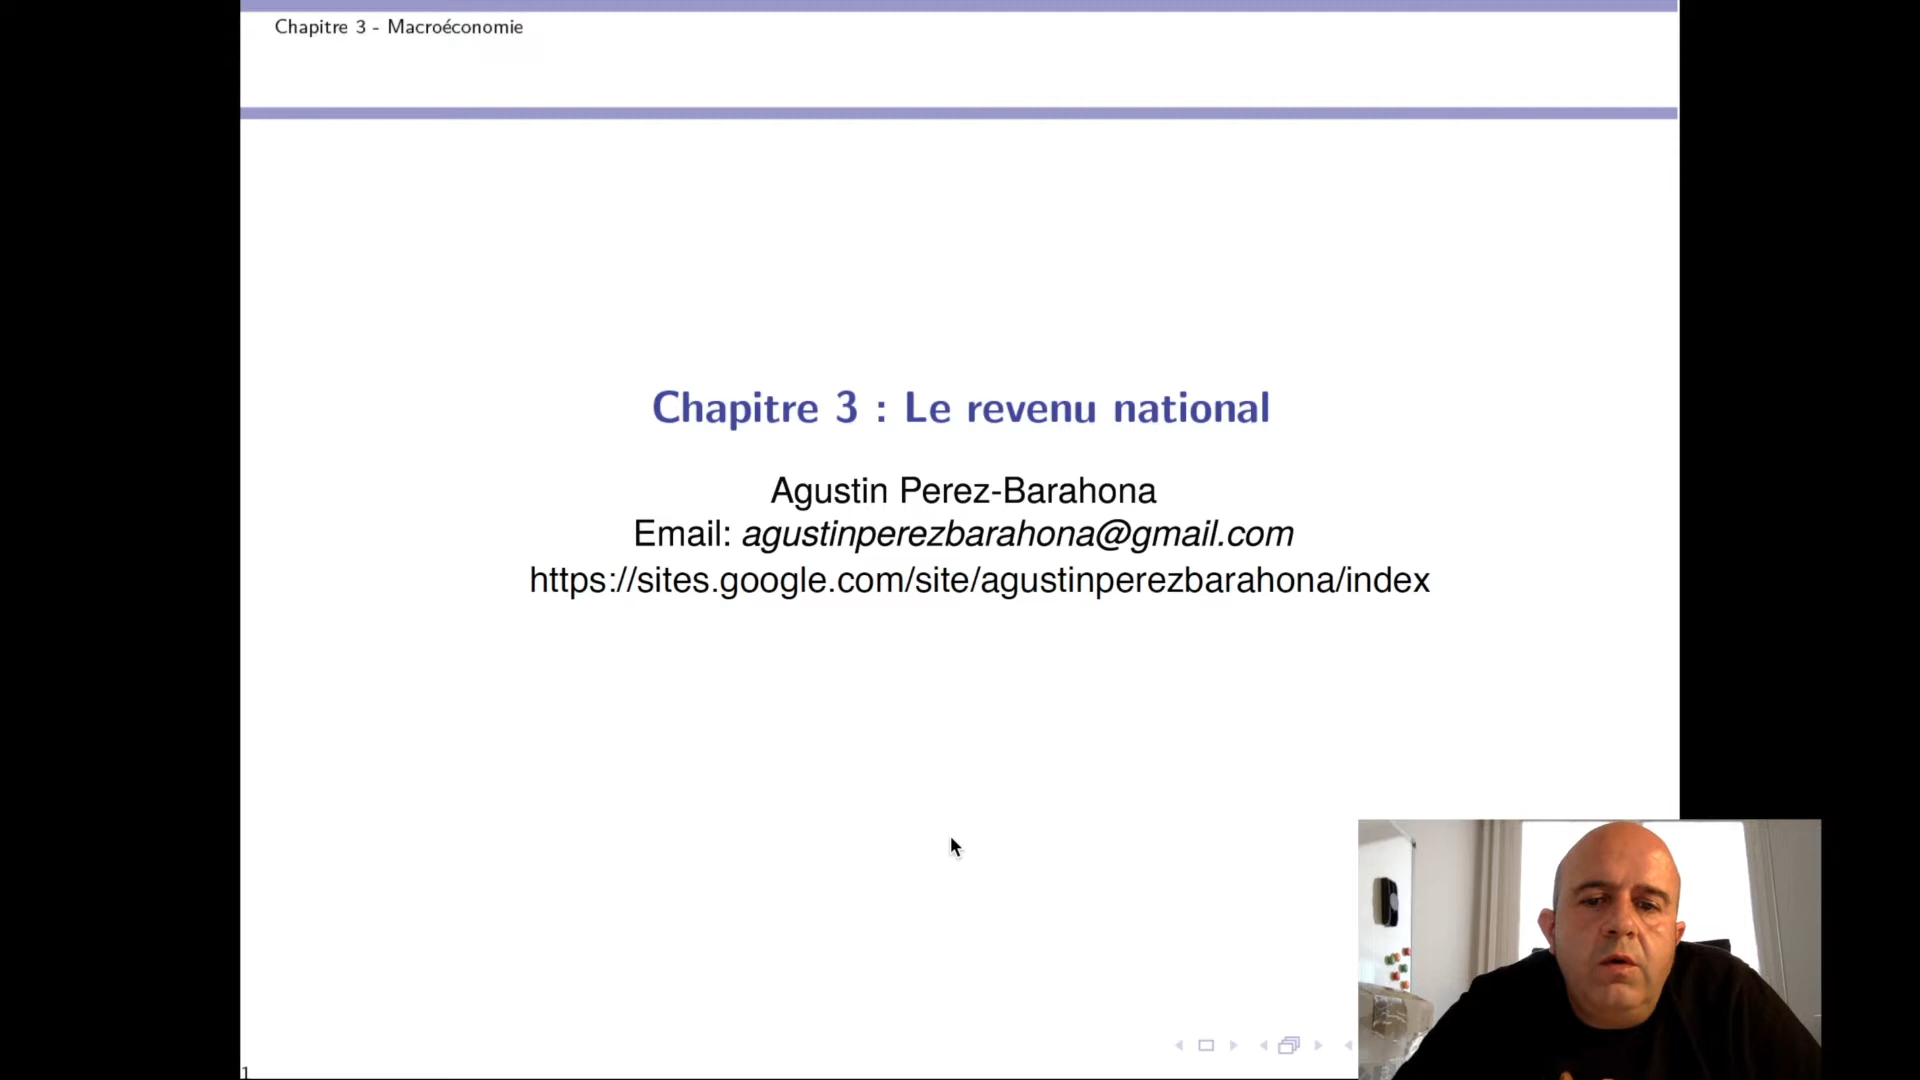 Chapitre 3 - Macroéconomie
Chapitre 3 : Le revenu national
Agustin Perez-Barahona
Email: agustinperezbarahona@gmail.com
https://sites.google.com/site/agustinperezbarahona/index
1